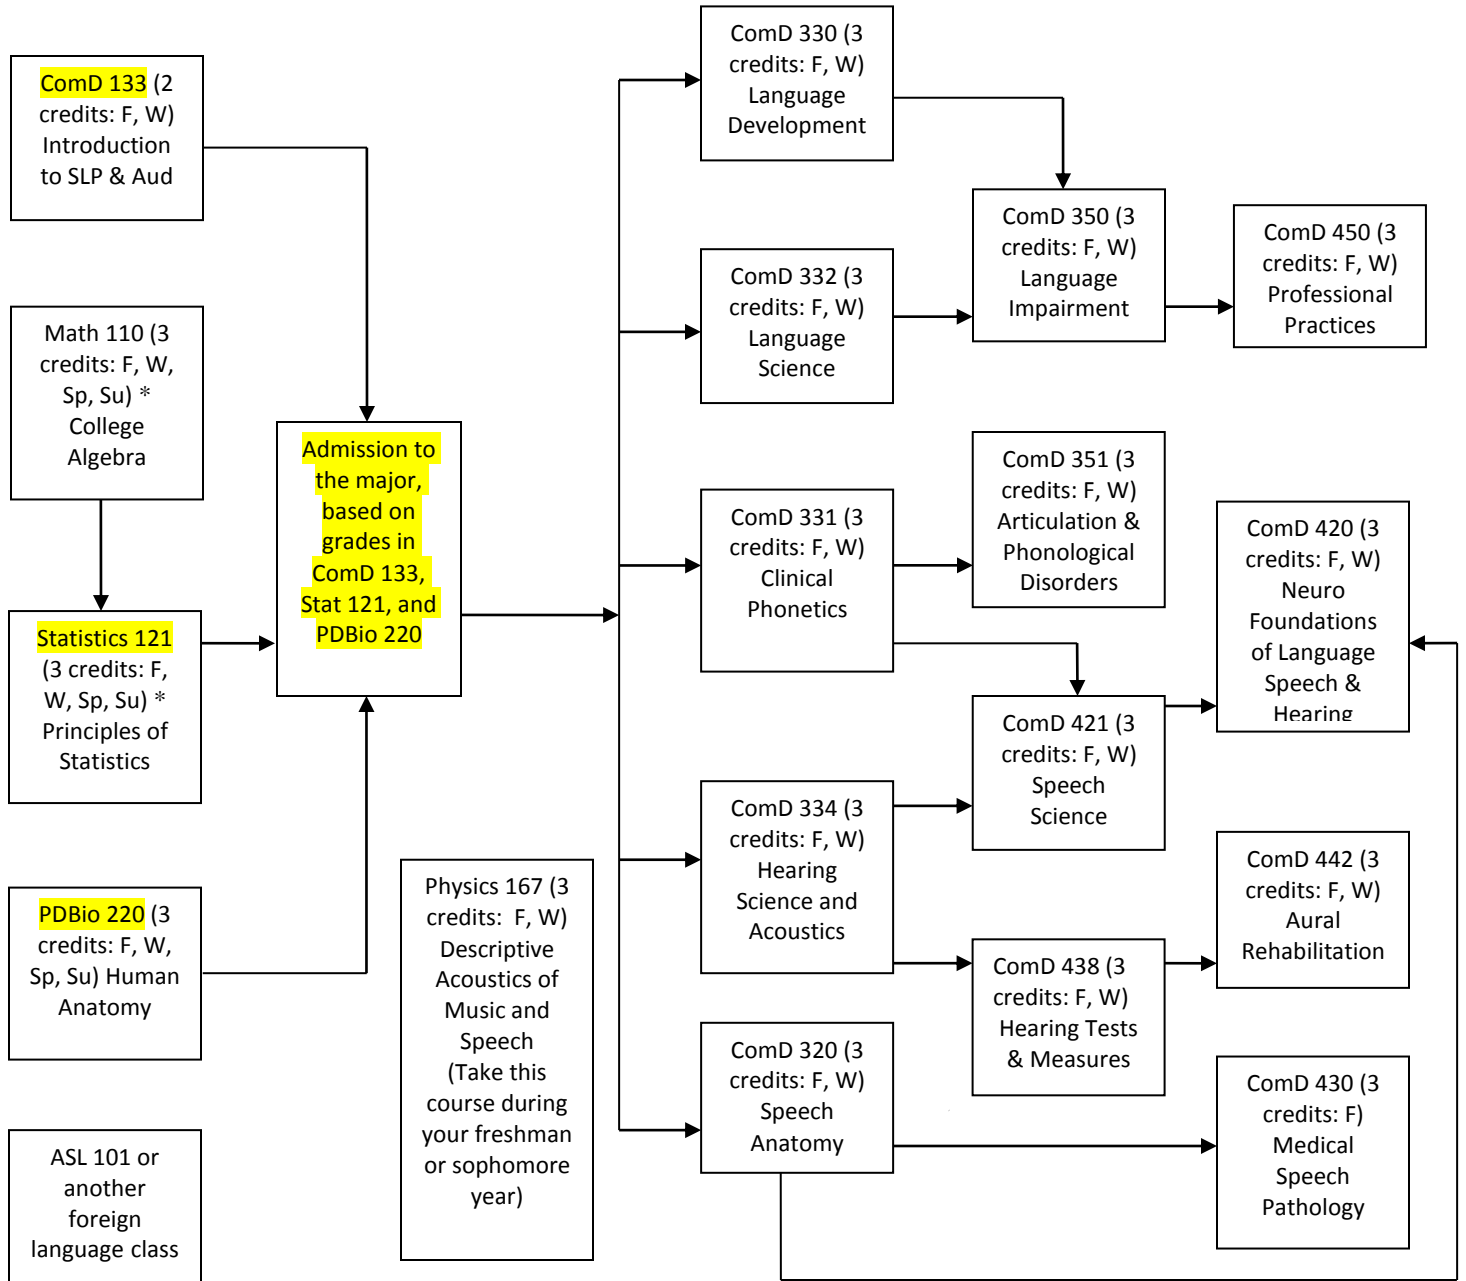 ComD 133 (2
credits: F, W)
Introduction
to SLP & Aud
Math 110 (3
credits: F, W,
Sp, Su) *
College
Algebra
Statistics 121
(3 credits: F,
W, Sp, Su) *
Principles of
Statistics
PDBio 220 (3
credits: F, W,
Sp, Su) Human
Anatomy
ASL 101 or
another
foreign
language class
Admission to
the major,
based on
grades in
ComD 133,
Stat 121, and
PDBio 220
Physics 167 (3
credits:  F, W)
Descriptive
Acoustics of
Music and
Speech
(Take this
course during
your freshman
or sophomore
year)
ComD 330 (3
credits: F, W)
Language
Development
ComD 332 (3
credits: F, W)
Language
Science
ComD 331 (3
credits: F, W)
Clinical
Phonetics
ComD 334 (3
credits: F, W)
Hearing
Science and
Acoustics
ComD 320 (3
credits: F, W)
Speech
Anatomy
ComD 350 (3
credits: F, W)
Language
Impairment
ComD 351 (3
credits: F, W)
Articulation &
Phonological
Disorders
ComD 421 (3
credits: F, W)
Speech
Science
ComD 438 (3
credits: F, W)
Hearing Tests
& Measures
ComD 450 (3
credits: F, W)
Professional
Practices
ComD 420 (3
credits: F, W)
Neuro
Foundations
of Language
Speech &
Hearing
ComD 442 (3
credits: F, W)
Aural
Rehabilitation
ComD 430 (3
credits: F)
Medical
Speech
Pathology